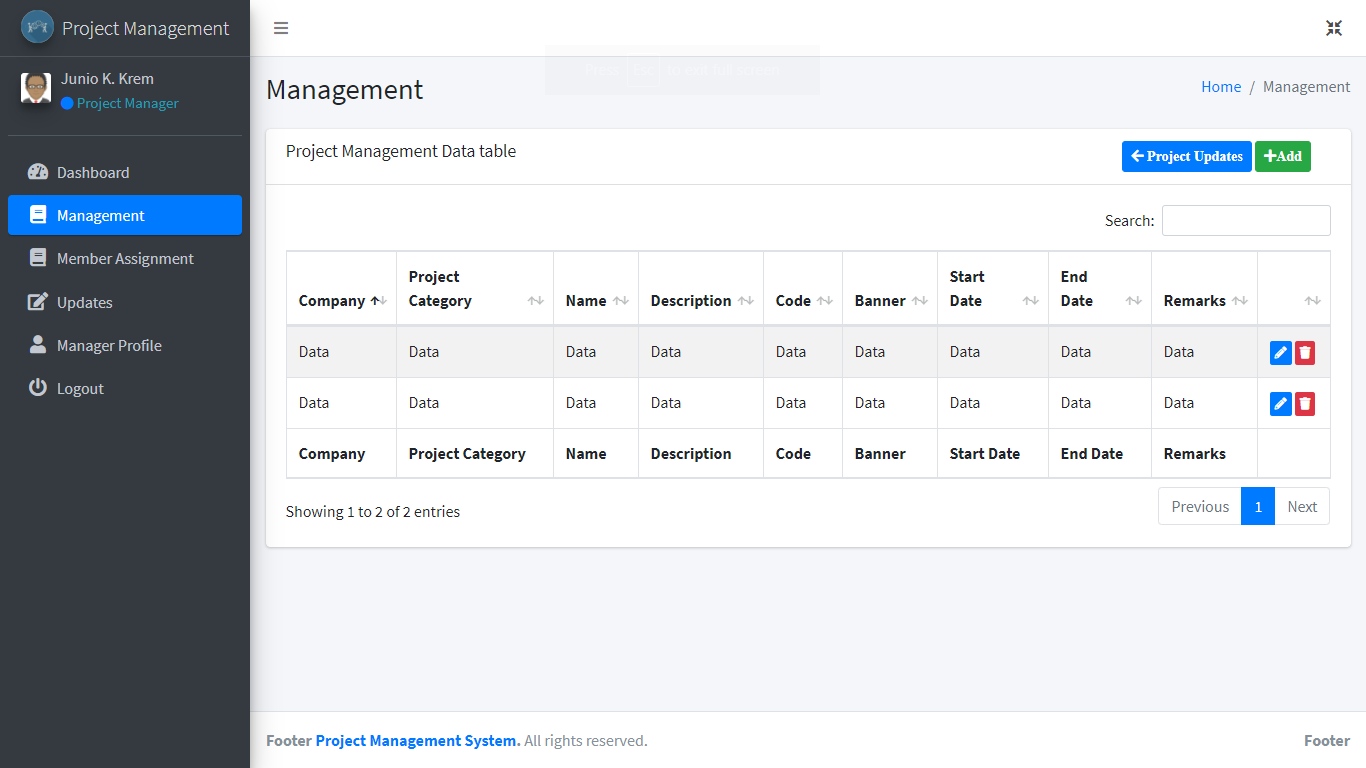 Project Management
Junio K. Krem
Project Manager
Dashboard
Management
Member Assignment
Updates
Manager Profile
Logout
Management
Home / Management
Project Management Data table
Project Updates
Add
Search:
Company Project Category Name Description Code Banner Start Date End Date Remarks
Data Data Data Data Data Data Data Data Data
Data Data Data Data Data Data Data Data Data
Company Project Category Name Description Code Banner Start Date End Date Remarks
Showing 1 to 2 of 2 entries
Previous 1 Next
Footer Project Management System. All rights reserved.
Footer